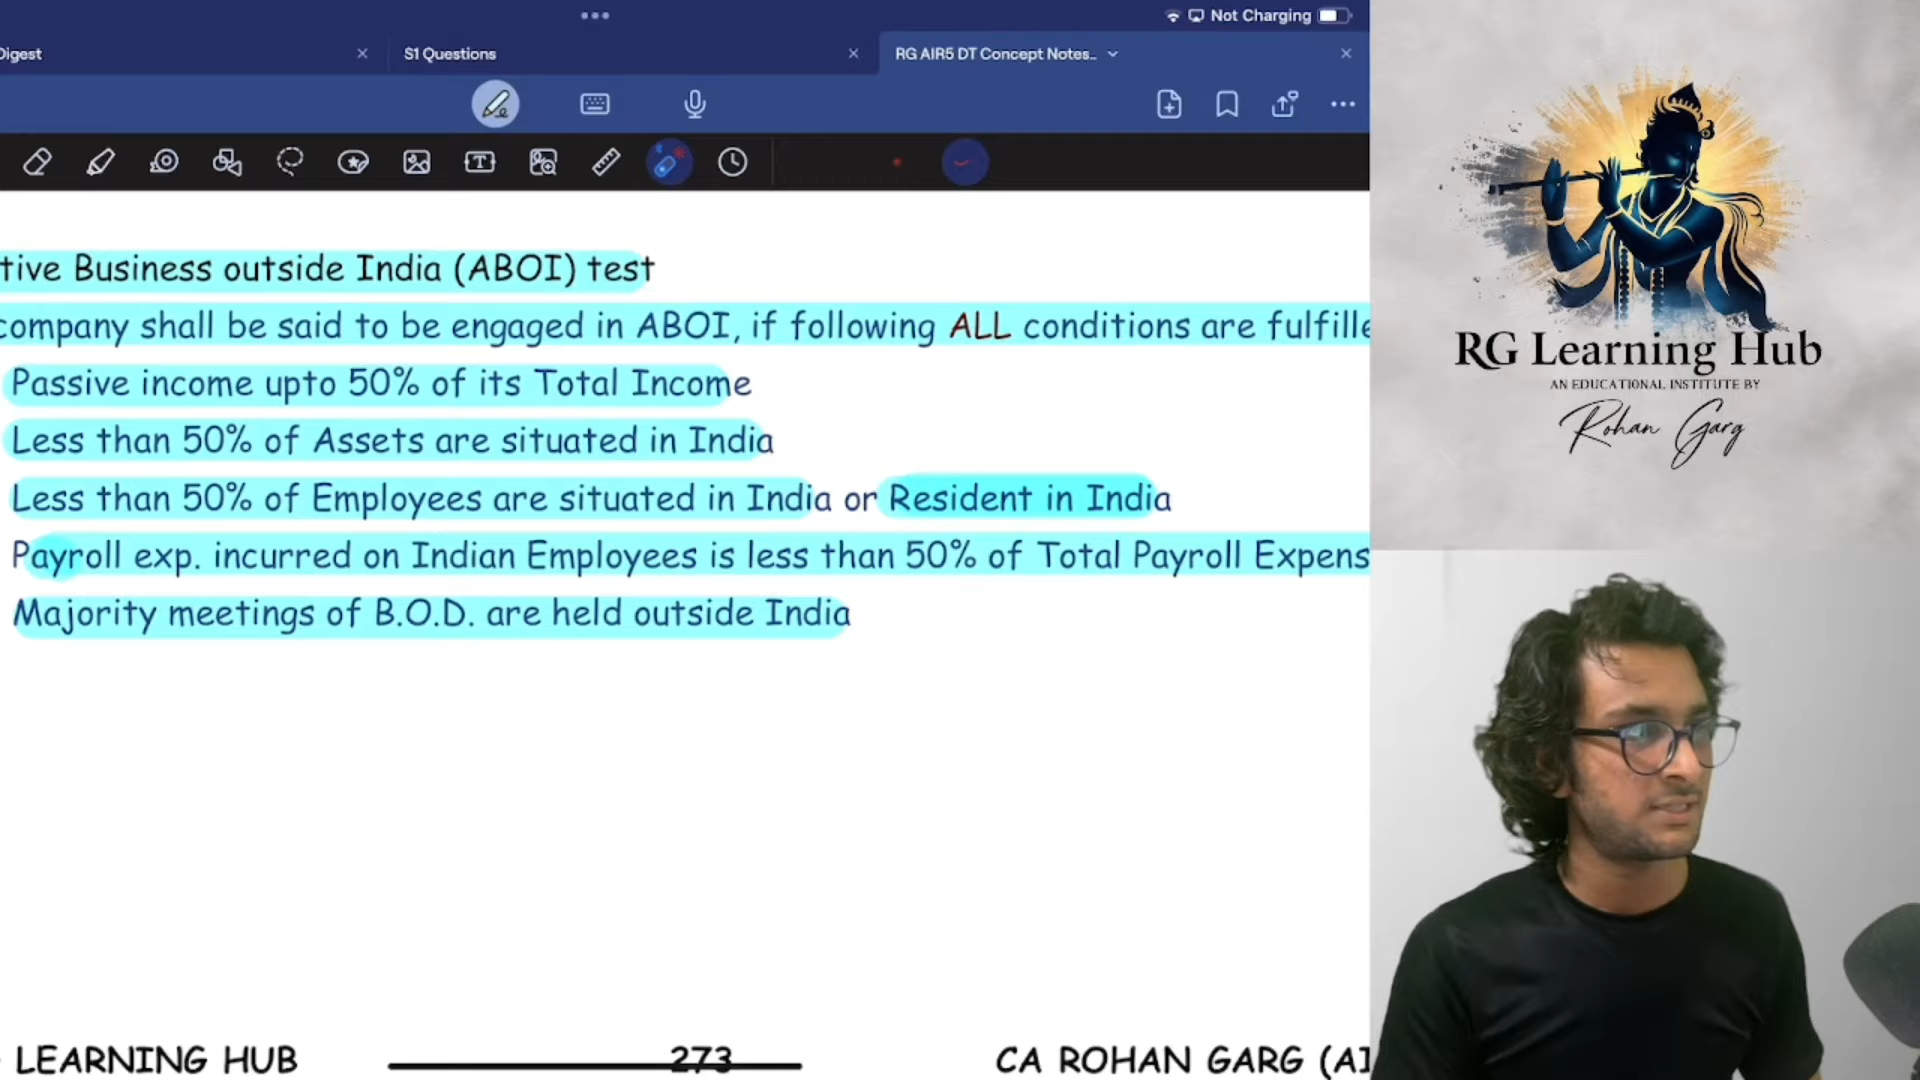 Not Charging
Digest
S1 Questions
RG AIR5 DT Concept Notes..
tive Business outside India (ABOI) test
company shall be said to be engaged in ABOI, if following ALL conditions are fulfille
Passive income upto 50% of its Total Income
Less than 50% of Assets are situated in India
Less than 50% of Employees are situated in India or Resident in India
Payroll exp. incurred on Indian Employees is less than 50% of Total Payroll Expens
Majority meetings of B.O.D. are held outside India
LEARNING HUB
273
CA ROHAN GARG (AI
RG Learning Hub
AN EDUCATIONAL INSTITUTE BY
Rohan Garg